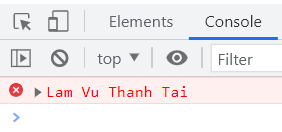 Elements Console
top Filter
Lam Vu Thanh Tai